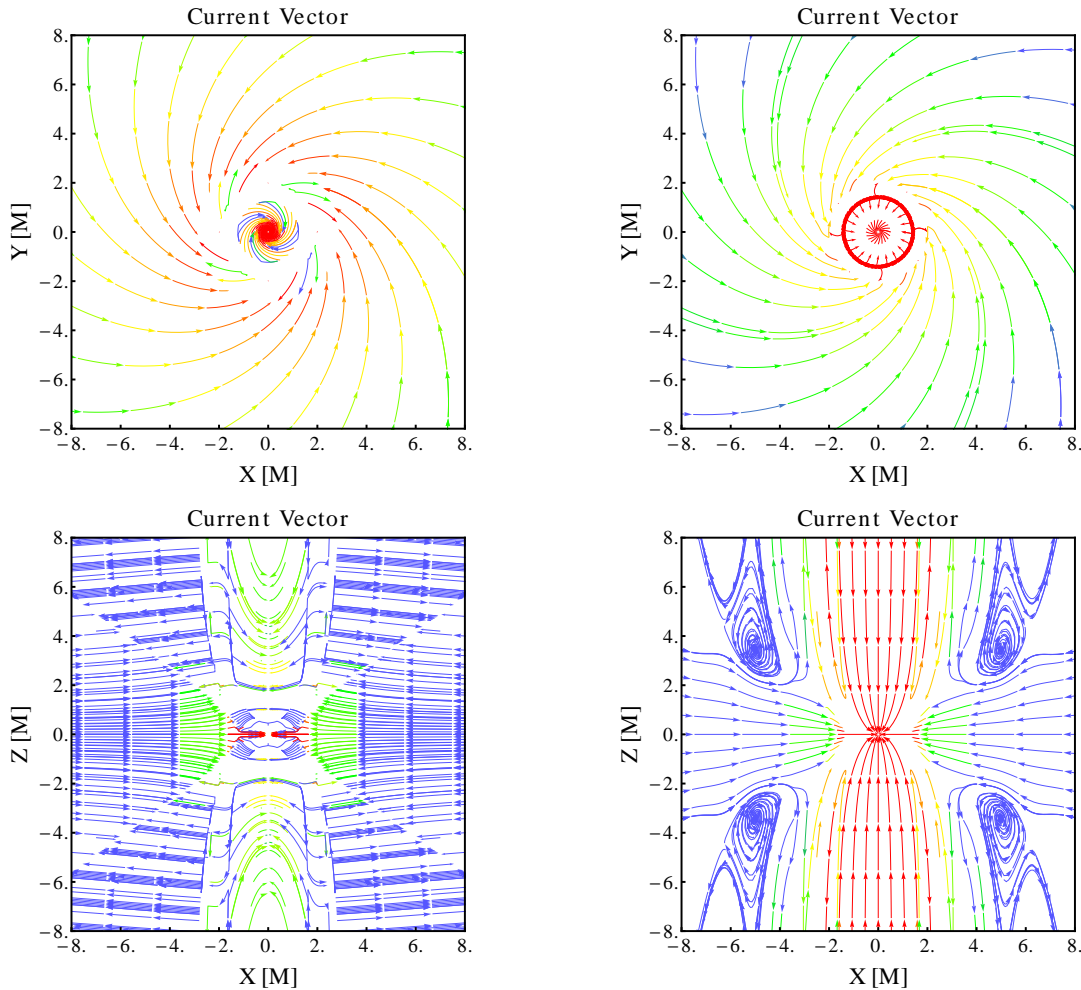 Current Vector
8.
6.
4.
2.
0.
−2.
−4.
−6.
−8.
−8. −6. −4. −2. 0. 2. 4. 6. 8.
Y [M]
X [M]
Current Vector
8.
6.
4.
2.
0.
−2.
−4.
−6.
−8.
−8. −6. −4. −2. 0. 2. 4. 6. 8.
Y [M]
X [M]
Current Vector
8.
6.
4.
2.
0.
−2.
−4.
−6.
−8.
−8. −6. −4. −2. 0. 2. 4. 6. 8.
Z [M]
X [M]
Current Vector
8.
6.
4.
2.
0.
−2.
−4.
−6.
−8.
−8. −6. −4. −2. 0. 2. 4. 6. 8.
Z [M]
X [M]